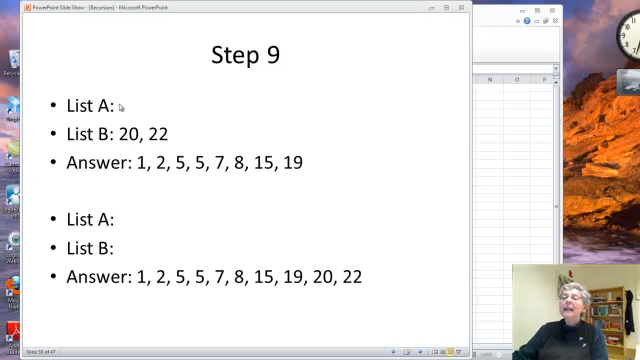 PowerPoint Slide Show - [Recursion] - Microsoft PowerPoint
Step 9
• List A:
• List B: 20, 22
• Answer: 1, 2, 5, 5, 7, 8, 15, 19
• List A:
• List B:
• Answer: 1, 2, 5, 5, 7, 8, 15, 19, 20, 22
N O P